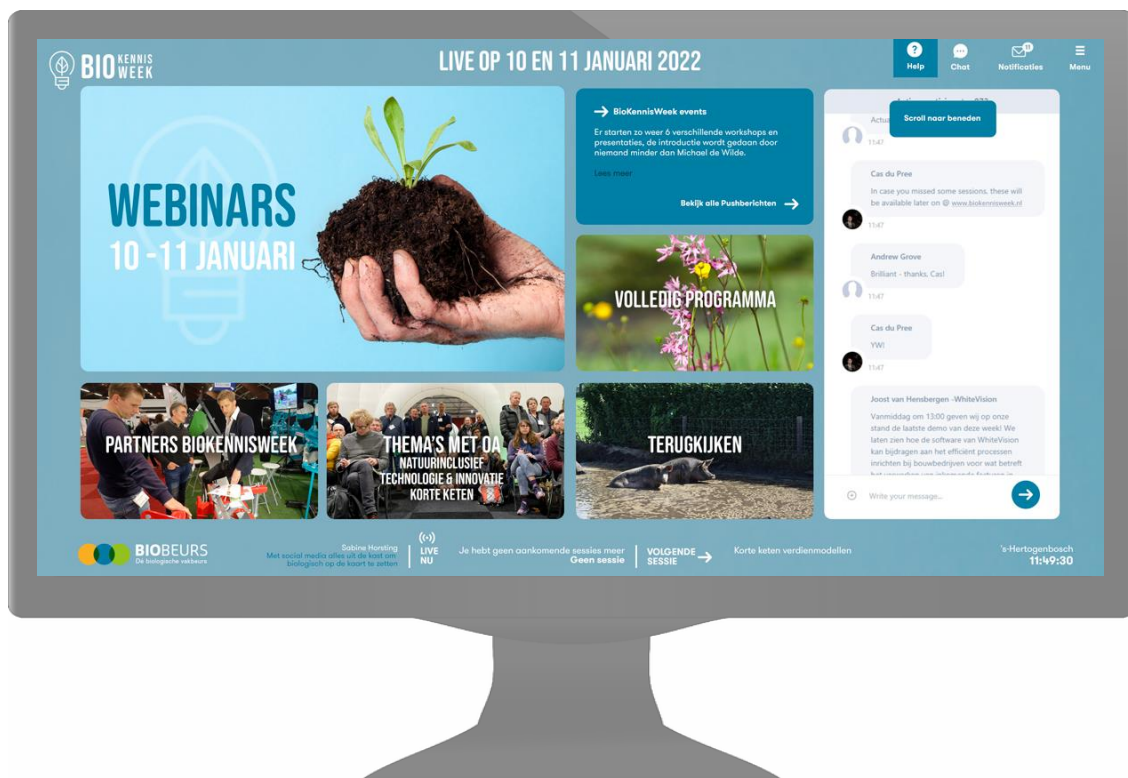 BIO KENNIS WEEK
LIVE OP 10 EN 11 JANUARI 2022
Help
Chat
Notificaties
Menu
WEBINARS
10 - 11 JANUARI
BioKennisWeek events
Er starten zo weer 6 verschillende workshops en
presentaties, de introductie wordt gedaan door
niemand minder dan Michael de Wilde.
Lees meer
Bekijk alle Pushberichten
VOLLEDIG PROGRAMMA
PARTNERS BIOKENNISWEEK
THEMA'S MET OA
NATUURINCLUSIEF
TECHNOLOGIE & INNOVATIE
KORTE KETEN
TERUGKIJKEN
Scroll naar beneden
11:47
Cas du Pree
In case you missed some sessions, these will
be available later on @ www.biokennisweek.nl
11:47
Andrew Grove
Brilliant - thanks, Cas!
11:47
Cas du Pree
YW!
11:47
Joost van Hensbergen -WhiteVision
Vanmiddag om 13:00 geven wij op onze
stand de laatste demo van deze week! We
laten zien hoe de software van WhiteVision
kan bijdragen aan het efficiënt processen
inrichten bij bouwbedrijven voor wat betreft
Write your message..
BIOBEURS
Dé biologische vakbeurs
Sabine Horsting
Met social media alles uit de kast om
biologisch op de kaart te zetten
LIVE
NU
Je hebt geen aankomende sessies meer
Geen sessie
VOLGENDE
SESSIE
Korte keten verdienmodellen
's-Hertogenbosch
11:49:30